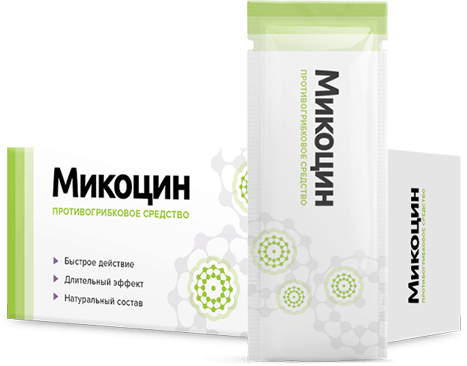 Микоцин
ПРОТИВОГРИБКОВОЕ СРЕДСТВО
Быстрое действие
Длительный эффект
Натуральный состав
Микоцин
ПРОТИВОГРИБКОВОЕ СРЕДСТВО
Микоцин
ПРОТИВОГРИБКОВОЕ СРЕДСТВО